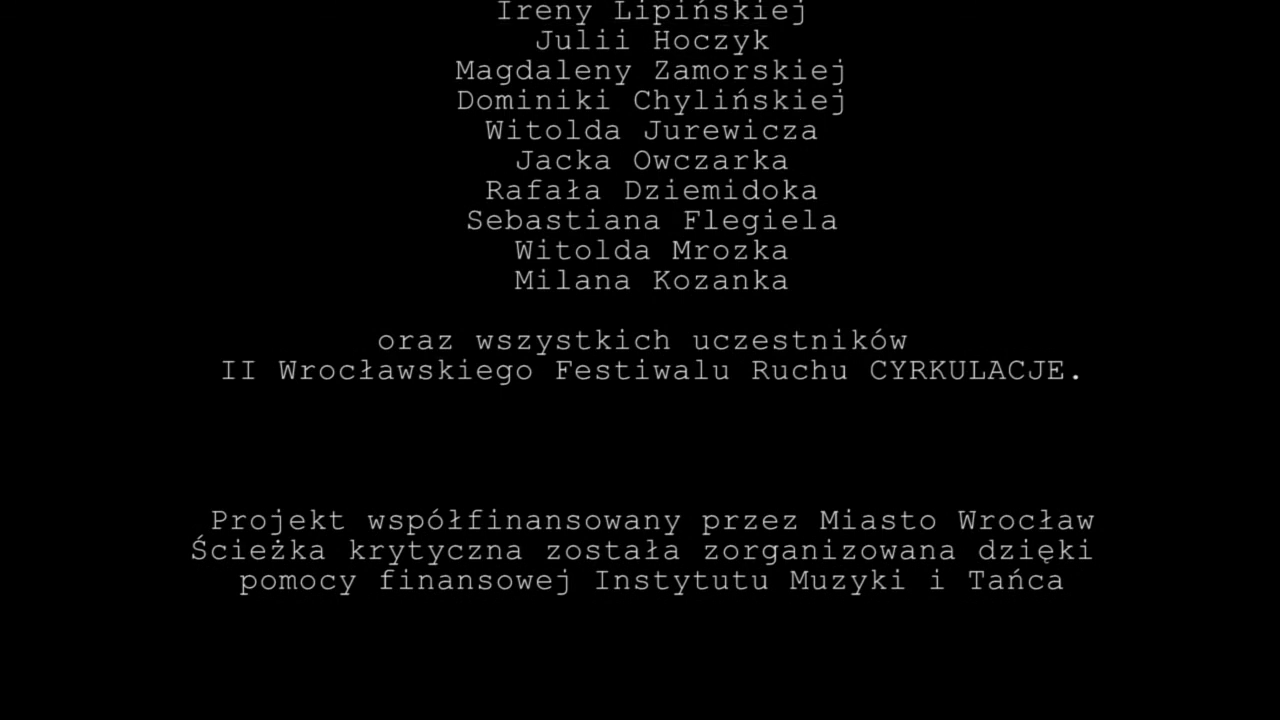 Ireny Lipińskiej
Julii Hoczyk
Magdaleny Zamorskiej
Dominiki Chylińskiej
Witolda Jurewicza
Jacka Owczarka
Rafała Dziemidoka
Sebastiana Flegiela
Witolda Mrozka
Milana Kozanka
oraz wszystkich uczestników
II Wrocławskiego Festiwalu Ruchu CYRKULACJE.
Projekt współfinansowany przez Miasto Wrocław
Ścieżka krytyczna została zorganizowana dzięki
pomocy finansowej Instytutu Muzyki i Tańca